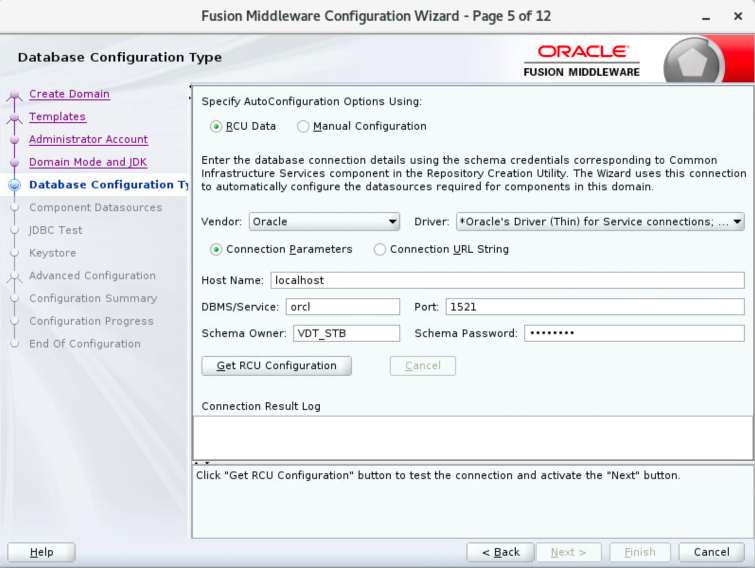 Fusion Middleware Configuration Wizard - Page 5 of 12
Database Configuration Type
ORACLE
FUSION MIDDLEWARE
Create Domain
Templates
Administrator Account
Domain Mode and JDK
Database Configuration Ty
Component Datasources
JDBC Test
Keystore
Advanced Configuration
Configuration Summary
Configuration Progress
End Of Configuration
Specify AutoConfiguration Options Using:
RCU Data Manual Configuration
Enter the database connection details using the schema credentials corresponding to Common
Infrastructure Services component in the Repository Creation Utility. The Wizard uses this connection
to automatically configure the datasources required for components in this domain.
Vendor: Oracle Driver: *Oracle's Driver (Thin) for Service connections; ...
Connection Parameters Connection URL String
Host Name: localhost
DBMS/Service: orcl Port: 1521
Schema Owner: VDT_STB Schema Password: ••••••••
Get RCU Configuration Cancel
Connection Result Log
Click "Get RCU Configuration" button to test the connection and activate the "Next" button.
Help < Back Next > Finish Cancel